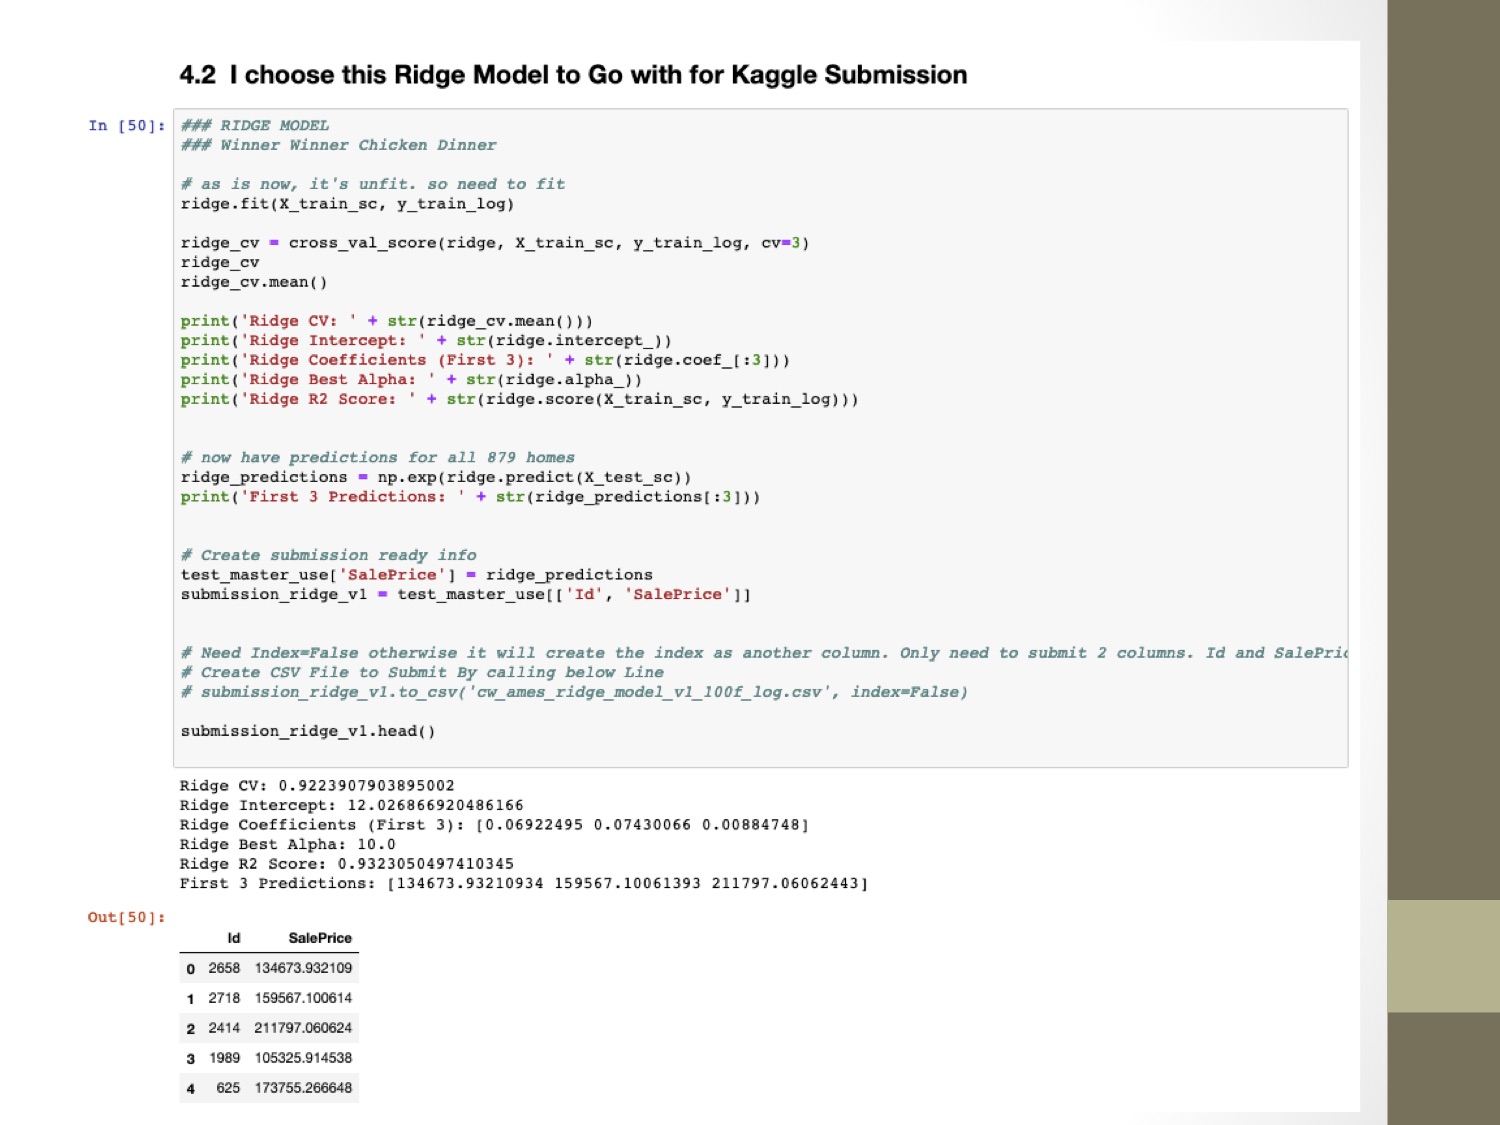 4.2 I choose this Ridge Model to Go with for Kaggle Submission
In [50]:
### RIDGE MODEL
### Winner Winner Chicken Dinner
# as is now, it's unfit. so need to fit
ridge.fit(X_train_sc, y_train_log)
ridge_cv = cross_val_score(ridge, X_train_sc, y_train_log, cv=3)
ridge_cv
ridge_cv.mean()
print('Ridge CV: ' + str(ridge_cv.mean()))
print('Ridge Intercept: ' + str(ridge.intercept_))
print('Ridge Coefficients (First 3): ' + str(ridge.coef_[:3]))
print('Ridge Best Alpha: ' + str(ridge.alpha_))
print('Ridge R2 Score: ' + str(ridge.score(X_train_sc, y_train_log)))
# now have predictions for all 879 homes
ridge_predictions = np.exp(ridge.predict(X_test_sc))
print('First 3 Predictions: ' + str(ridge_predictions[:3]))
# Create submission ready info
test_master_use['SalePrice'] = ridge_predictions
submission_ridge_v1 = test_master_use[['Id', 'SalePrice']]
# Need Index=False otherwise it will create the index as another column. Only need to submit 2 columns. Id and SalePric
# Create CSV File to Submit By calling below Line
# submission_ridge_v1.to_csv('cw_ames_ridge_model_v1_100f_log.csv', index=False)
submission_ridge_v1.head()
Ridge CV: 0.9223907903895002
Ridge Intercept: 12.026866920486166
Ridge Coefficients (First 3): [0.06922495 0.07430066 0.00884748]
Ridge Best Alpha: 10.0
Ridge R2 Score: 0.9323050497410345
First 3 Predictions: [134673.93210934 159567.10061393 211797.06062443]
Out[50]:
Id SalePrice
0 2658 134673.932109
1 2718 159567.100614
2 2414 211797.060624
3 1989 105325.914538
4 625 173755.266648